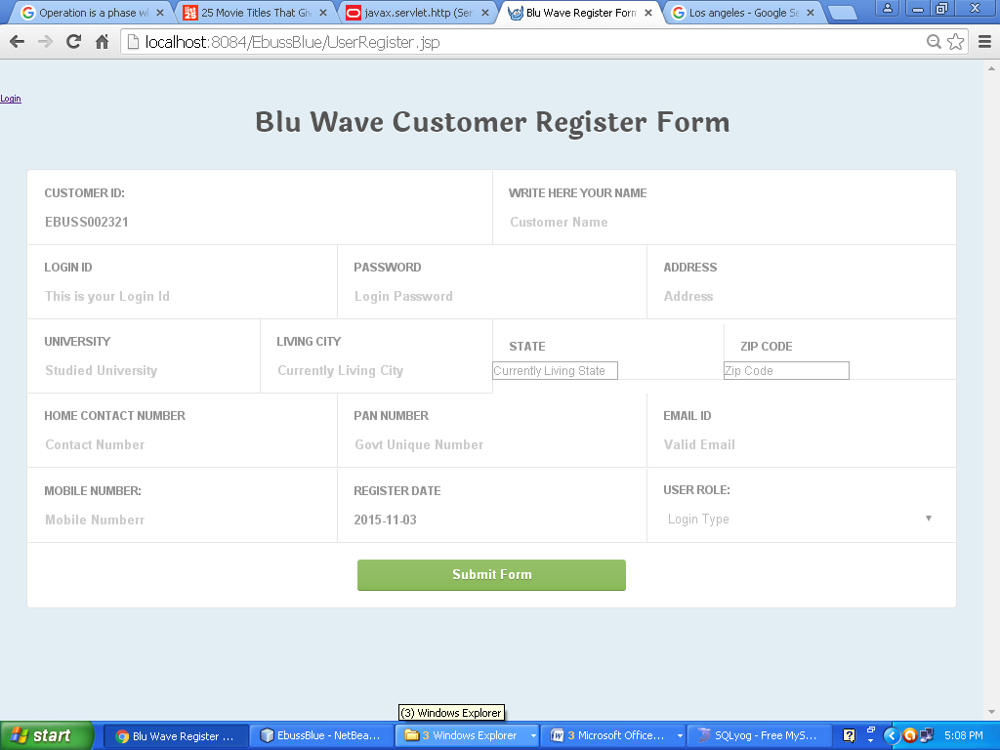 Operation is a phase wh
25 Movie Titles That Giv
javax.servlet.http (Ser
Blu Wave Register Form
Los angeles - Google Se
localhost:8084/EbussBlue/UserRegister.jsp
Login
Blu Wave Customer Register Form
CUSTOMER ID: WRITE HERE YOUR NAME
EBUSS002321 Customer Name
LOGIN ID PASSWORD ADDRESS
This is your Login Id Login Password Address
UNIVERSITY LIVING CITY STATE ZIP CODE
Studied University Currently Living City Currently Living State Zip Code
HOME CONTACT NUMBER PAN NUMBER EMAIL ID
Contact Number Govt Unique Number Valid Email
MOBILE NUMBER: REGISTER DATE USER ROLE:
Mobile Numberr 2015-11-03 Login Type
Submit Form
(3) Windows Explorer
start Blu Wave Register ... EbussBlue - NetBea... 3 Windows Explorer 3 Microsoft Office... SQLyog - Free MyS... 5:08 PM